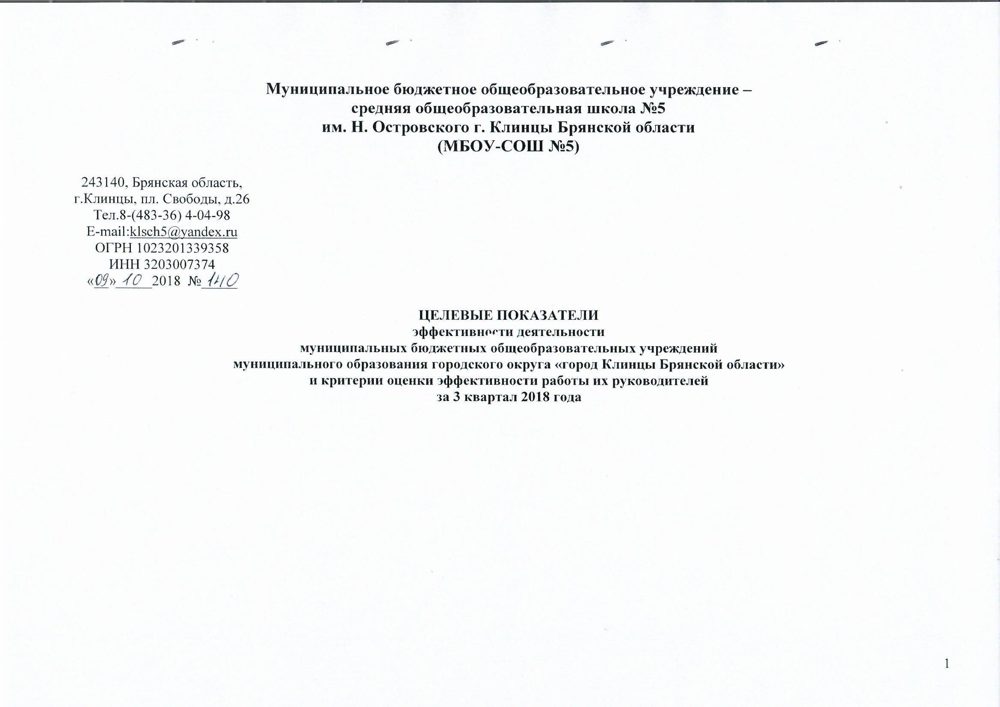 Муниципальное бюджетное общеобразовательное учреждение –
средняя общеобразовательная школа №5
им. Н. Островского г. Клинцы Брянской области
(МБОУ-СОШ №5)
243140, Брянская область,
г.Клинцы, пл. Свободы, д.26
Тел.8-(483-36) 4-04-98
E-mail:klsch5@yandex.ru
ОГРН 1023201339358
ИНН 3203007374
«09» 10 2018 № 140
ЦЕЛЕВЫЕ ПОКАЗАТЕЛИ
эффективности деятельности
муниципальных бюджетных общеобразовательных учреждений
муниципального образования городского округа «город Клинцы Брянской области»
и критерии оценки эффективности работы их руководителей
за 3 квартал 2018 года
1